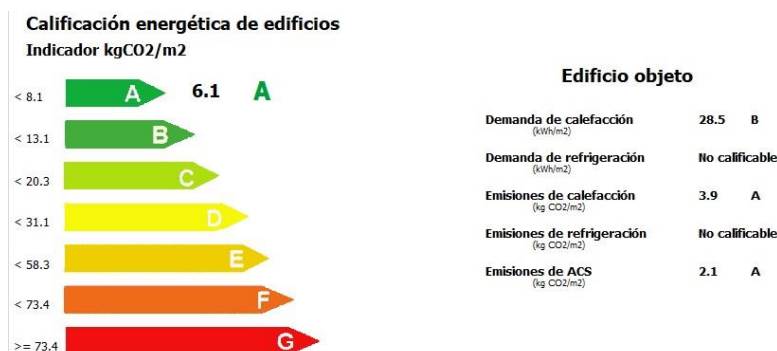 Calificación energética de edificios
Indicador kgCO2/m2
< 8.1 A 6.1 A
< 13.1 B
< 20.3 C
< 31.1 D
< 58.3 E
< 73.4 F
>= 73.4 G
Edificio objeto
Demanda de calefacción 28.5 B
(kWh/m2)
Demanda de refrigeración No calificable
(kWh/m2)
Emisiones de calefacción 3.9 A
(kg CO2/m2)
Emisiones de refrigeración No calificable
(kg CO2/m2)
Emisiones de ACS 2.1 A
(kg CO2/m2)